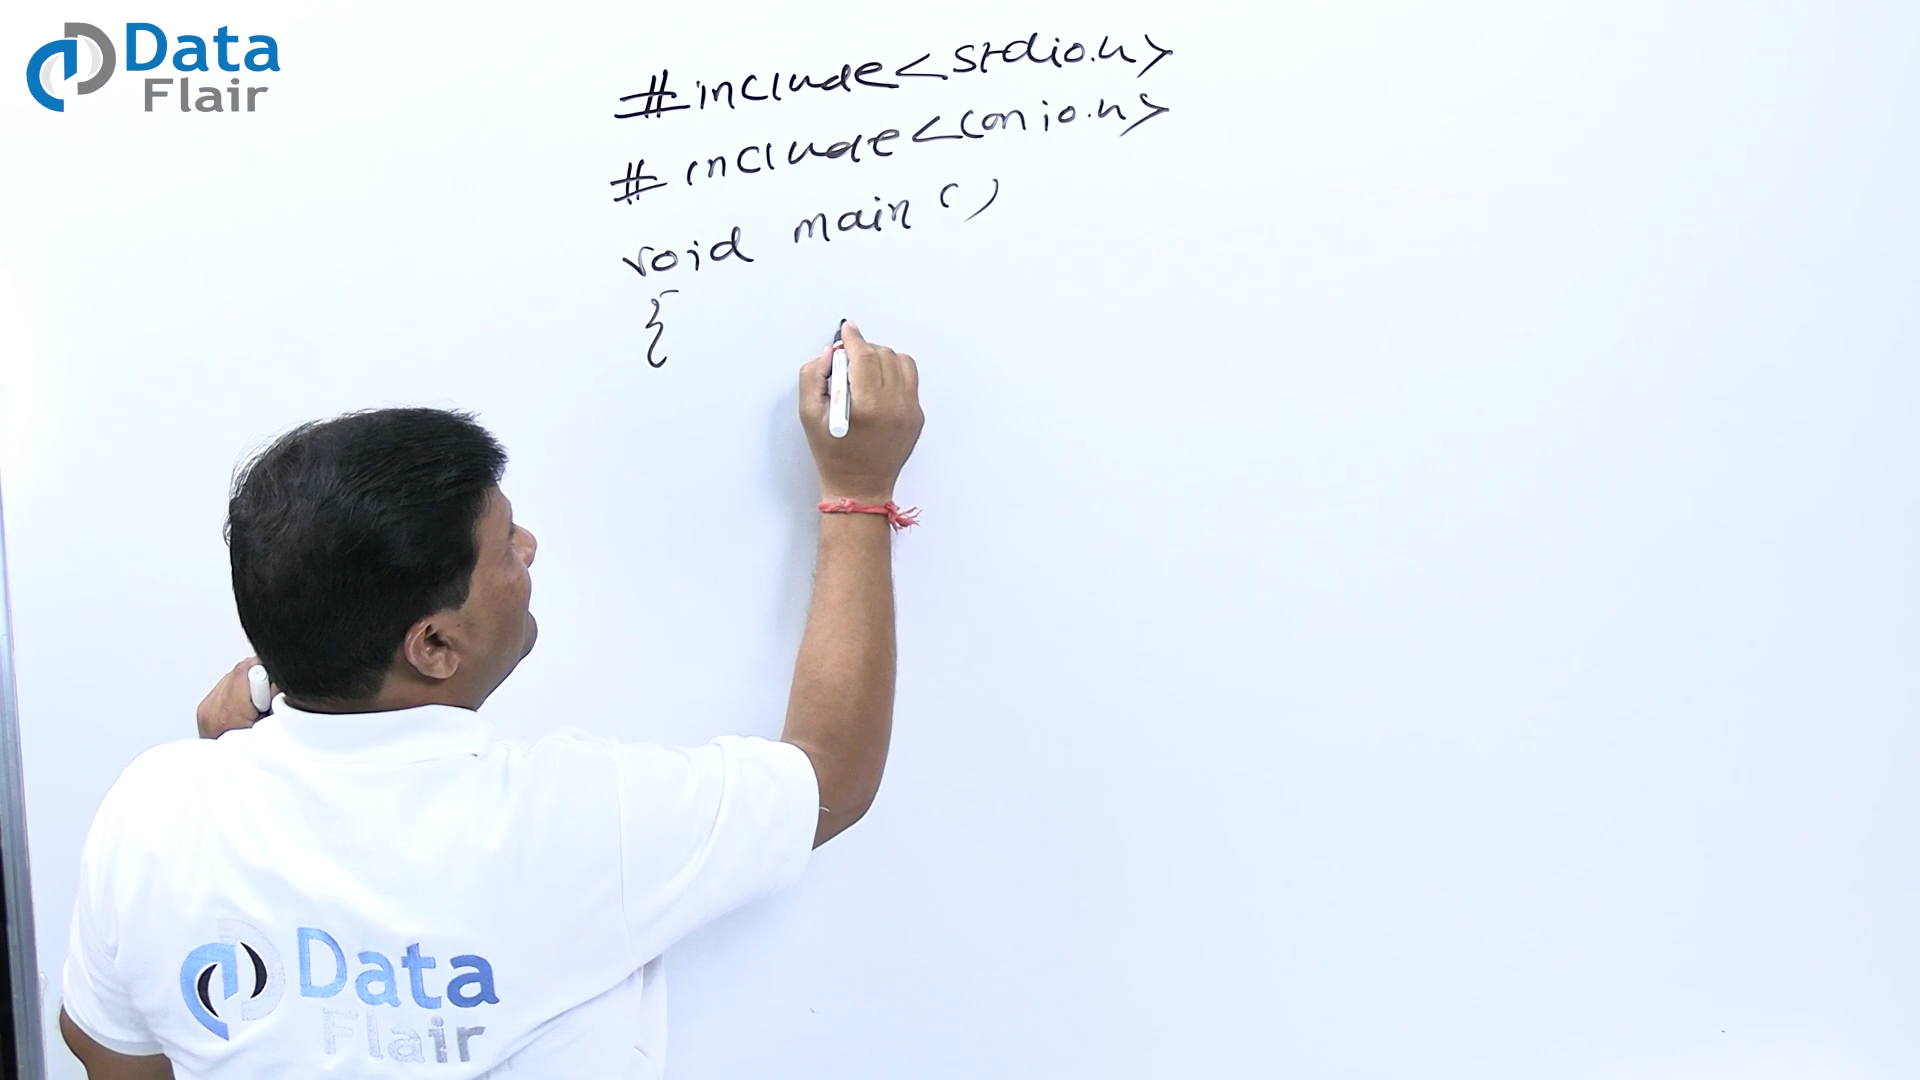 Data
Flair
#include<stdio.h>
#include<conio.h>
void main()
{
Data
Flair